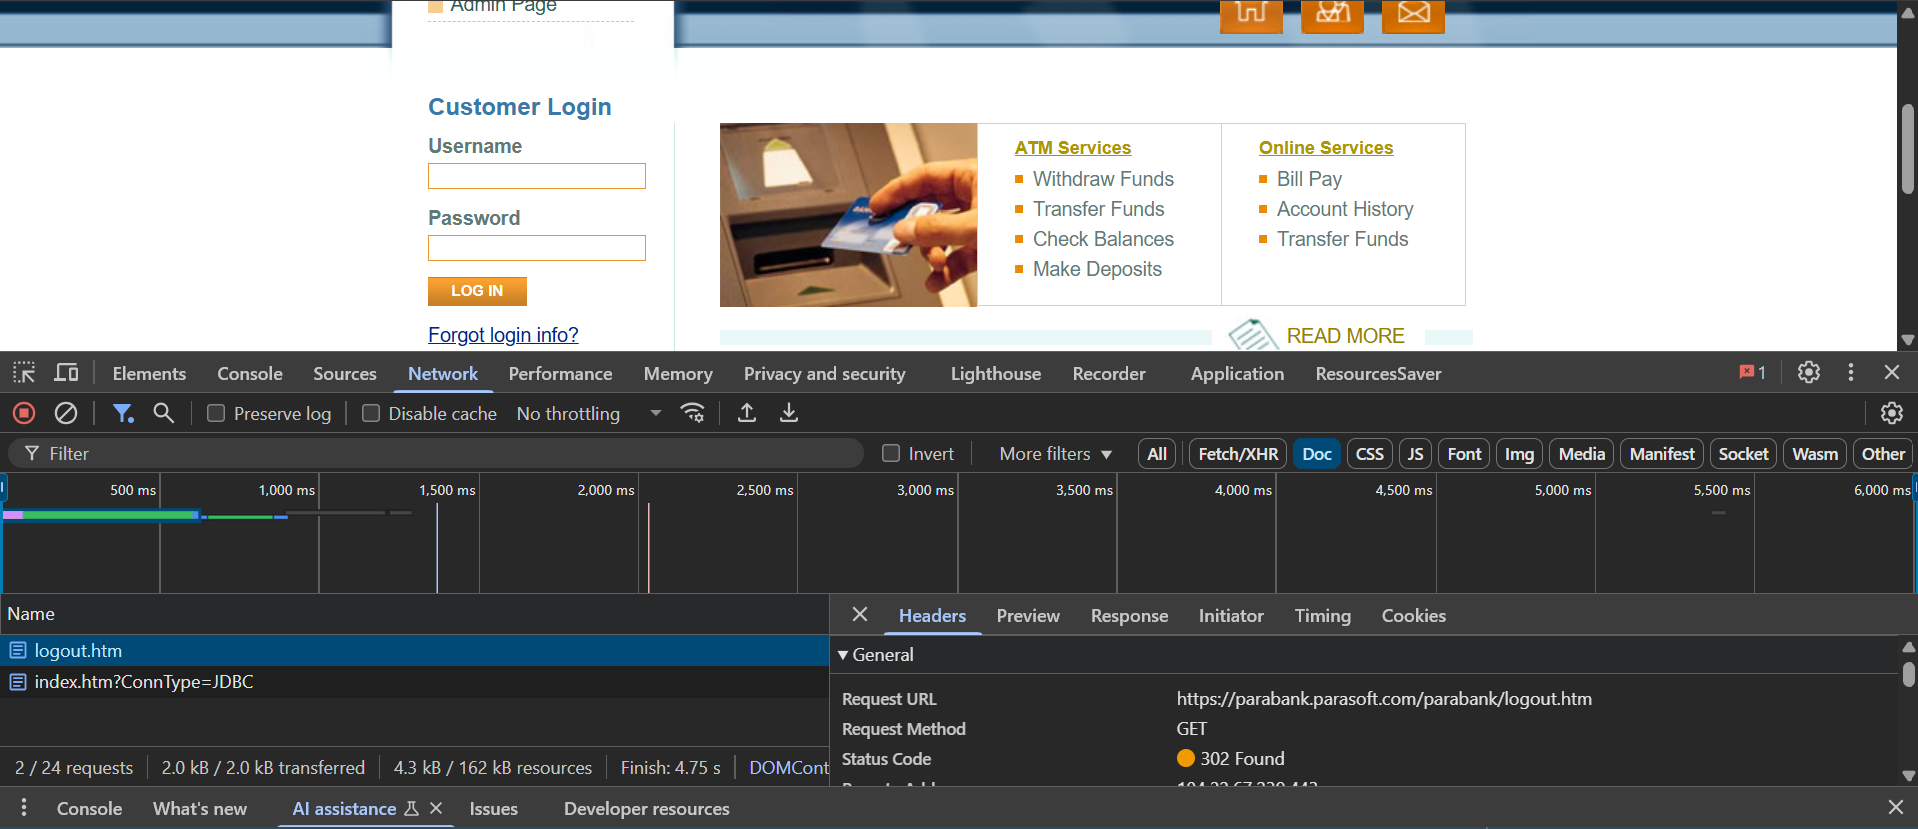 Admin Page
Customer Login
Username
Password
LOG IN
Forgot login info?
ATM Services
Withdraw Funds
Transfer Funds
Check Balances
Make Deposits
Online Services
Bill Pay
Account History
Transfer Funds
READ MORE
Elements Console Sources Network Performance Memory Privacy and security Lighthouse Recorder Application ResourcesSaver 1
Preserve log Disable cache No throttling
Filter Invert More filters All Fetch/XHR Doc CSS JS Font Img Media Manifest Socket Wasm Other
500 ms 1,000 ms 1,500 ms 2,000 ms 2,500 ms 3,000 ms 3,500 ms 4,000 ms 4,500 ms 5,000 ms 5,500 ms 6,000 ms
Name
logout.htm
index.htm?ConnType=JDBC
2 / 24 requests 2.0 kB / 2.0 kB transferred 4.3 kB / 162 kB resources Finish: 4.75 s DOMCont
Headers Preview Response Initiator Timing Cookies
General
Request URL https://parabank.parasoft.com/parabank/logout.htm
Request Method GET
Status Code 302 Found
Console What's new AI assistance Issues Developer resources